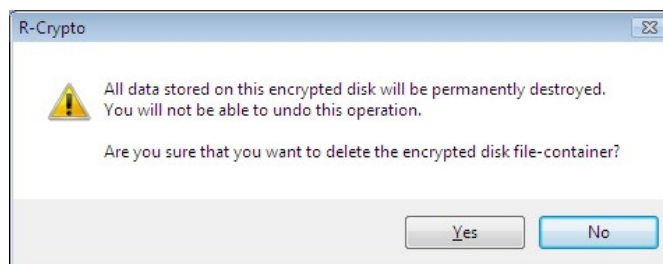 R-Crypto
All data stored on this encrypted disk will be permanently destroyed.
You will not be able to undo this operation.
Are you sure that you want to delete the encrypted disk file-container?
Yes No